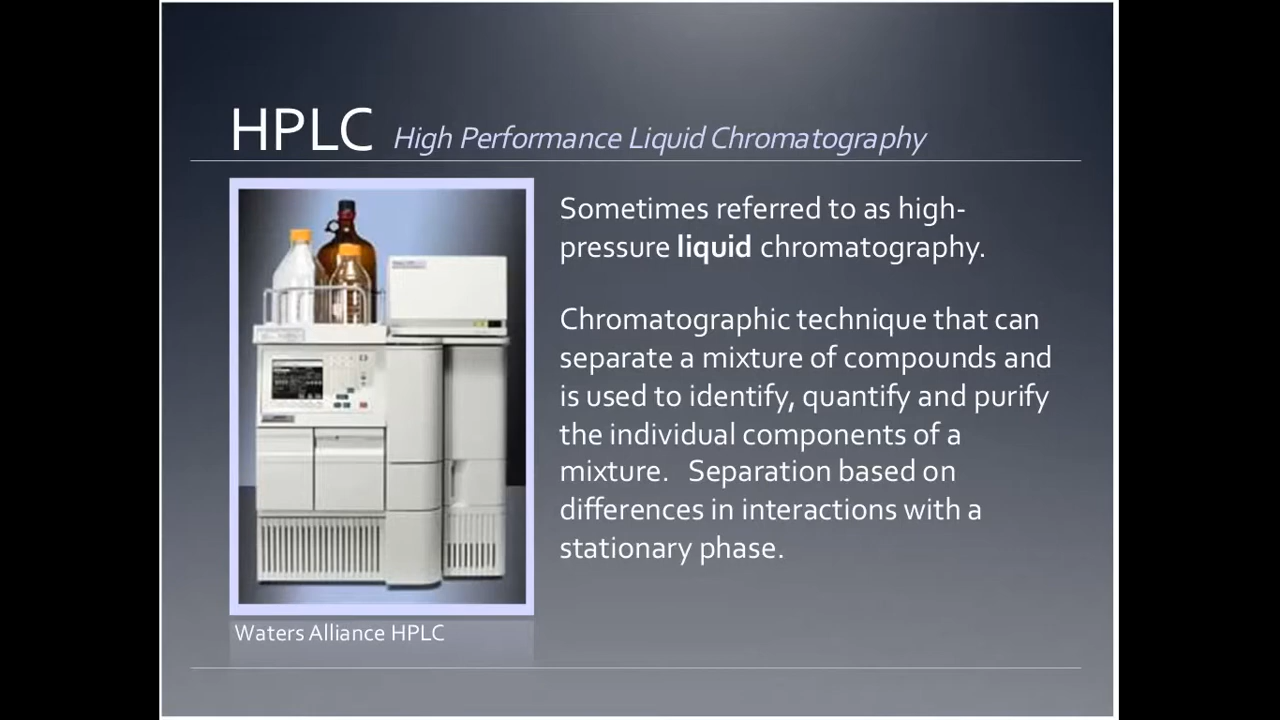 HPLC High Performance Liquid Chromatography
Sometimes referred to as high-
pressure liquid chromatography.
Chromatographic technique that can
separate a mixture of compounds and
is used to identify, quantify and purify
the individual components of a
mixture. Separation based on
differences in interactions with a
stationary phase.
Waters Alliance HPLC